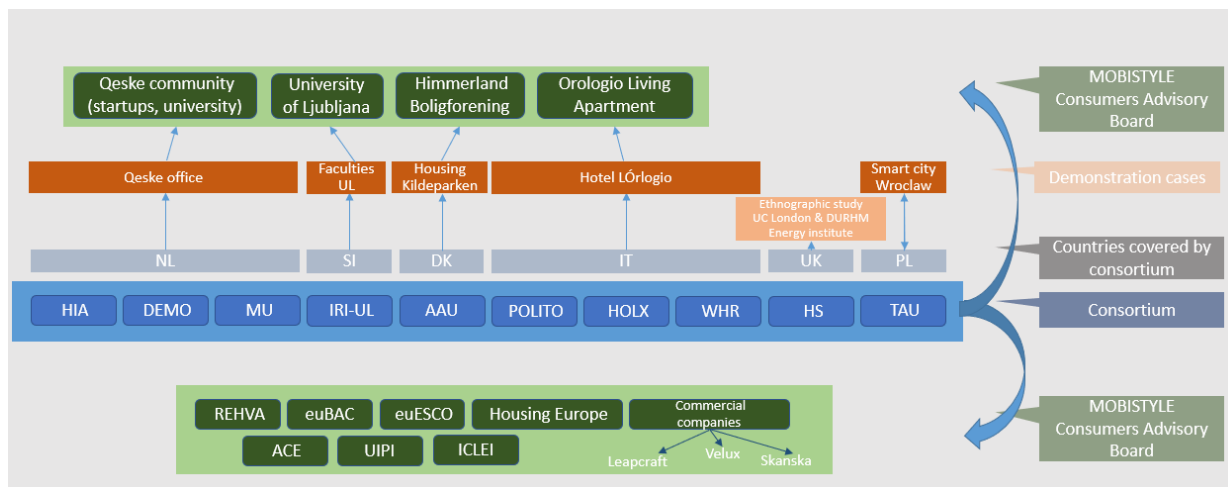 Qeske community
(startups, university)
University
of Ljubljana
Himmerland
Boligforening
Orologio Living
Apartment
MOBISTYLE
Consumers Advisory
Board
Qeske office
Faculties
UL
Housing
Kildeparken
Hotel LÓrlogio
Smart city
Wroclaw
Demonstration cases
Ethnographic study
UC London & DURHM
Energy institute
NL
SI
DK
IT
UK
PL
Countries covered by
consortium
HIA
DEMO
MU
IRI-UL
AAU
POLITO
HOLX
WHR
HS
TAU
Consortium
REHVA
euBAC
euESCO
Housing Europe
Commercial
companies
ACE
UIPI
ICLEI
Leapcraft
Velux
Skanska
MOBISTYLE
Consumers Advisory
Board